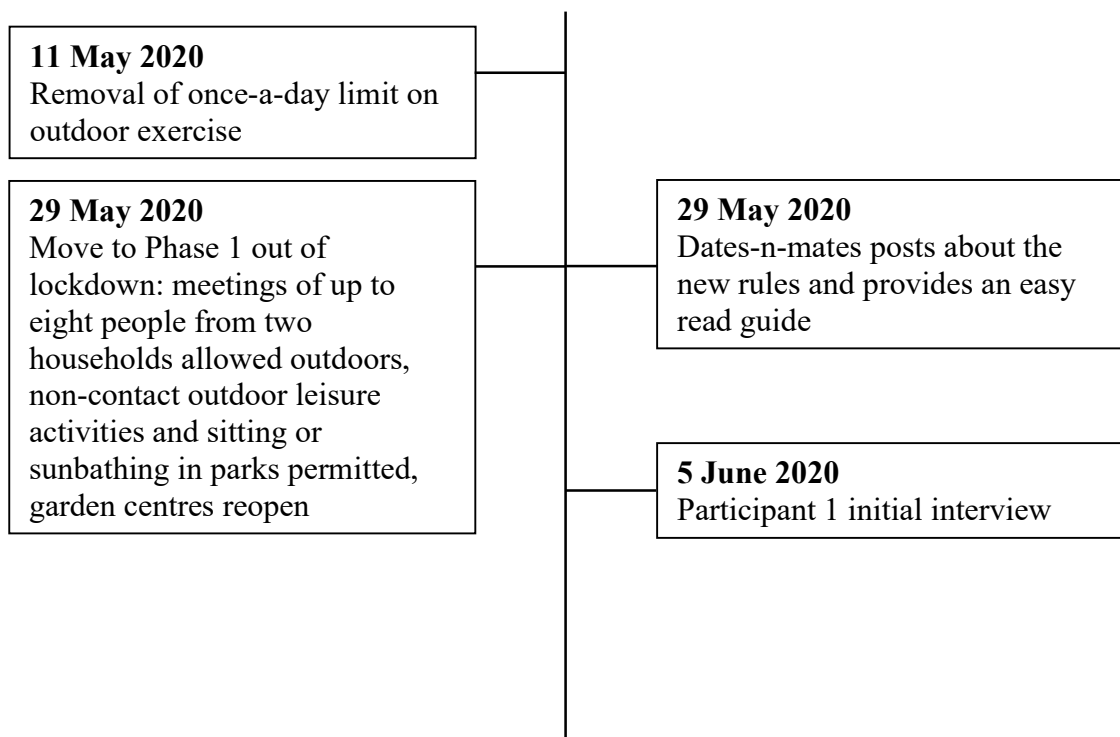 11 May 2020
Removal of once-a-day limit on
outdoor exercise
29 May 2020
Move to Phase 1 out of
lockdown: meetings of up to
eight people from two
households allowed outdoors,
non-contact outdoor leisure
activities and sitting or
sunbathing in parks permitted,
garden centres reopen
29 May 2020
Dates-n-mates posts about the
new rules and provides an easy
read guide
5 June 2020
Participant 1 initial interview